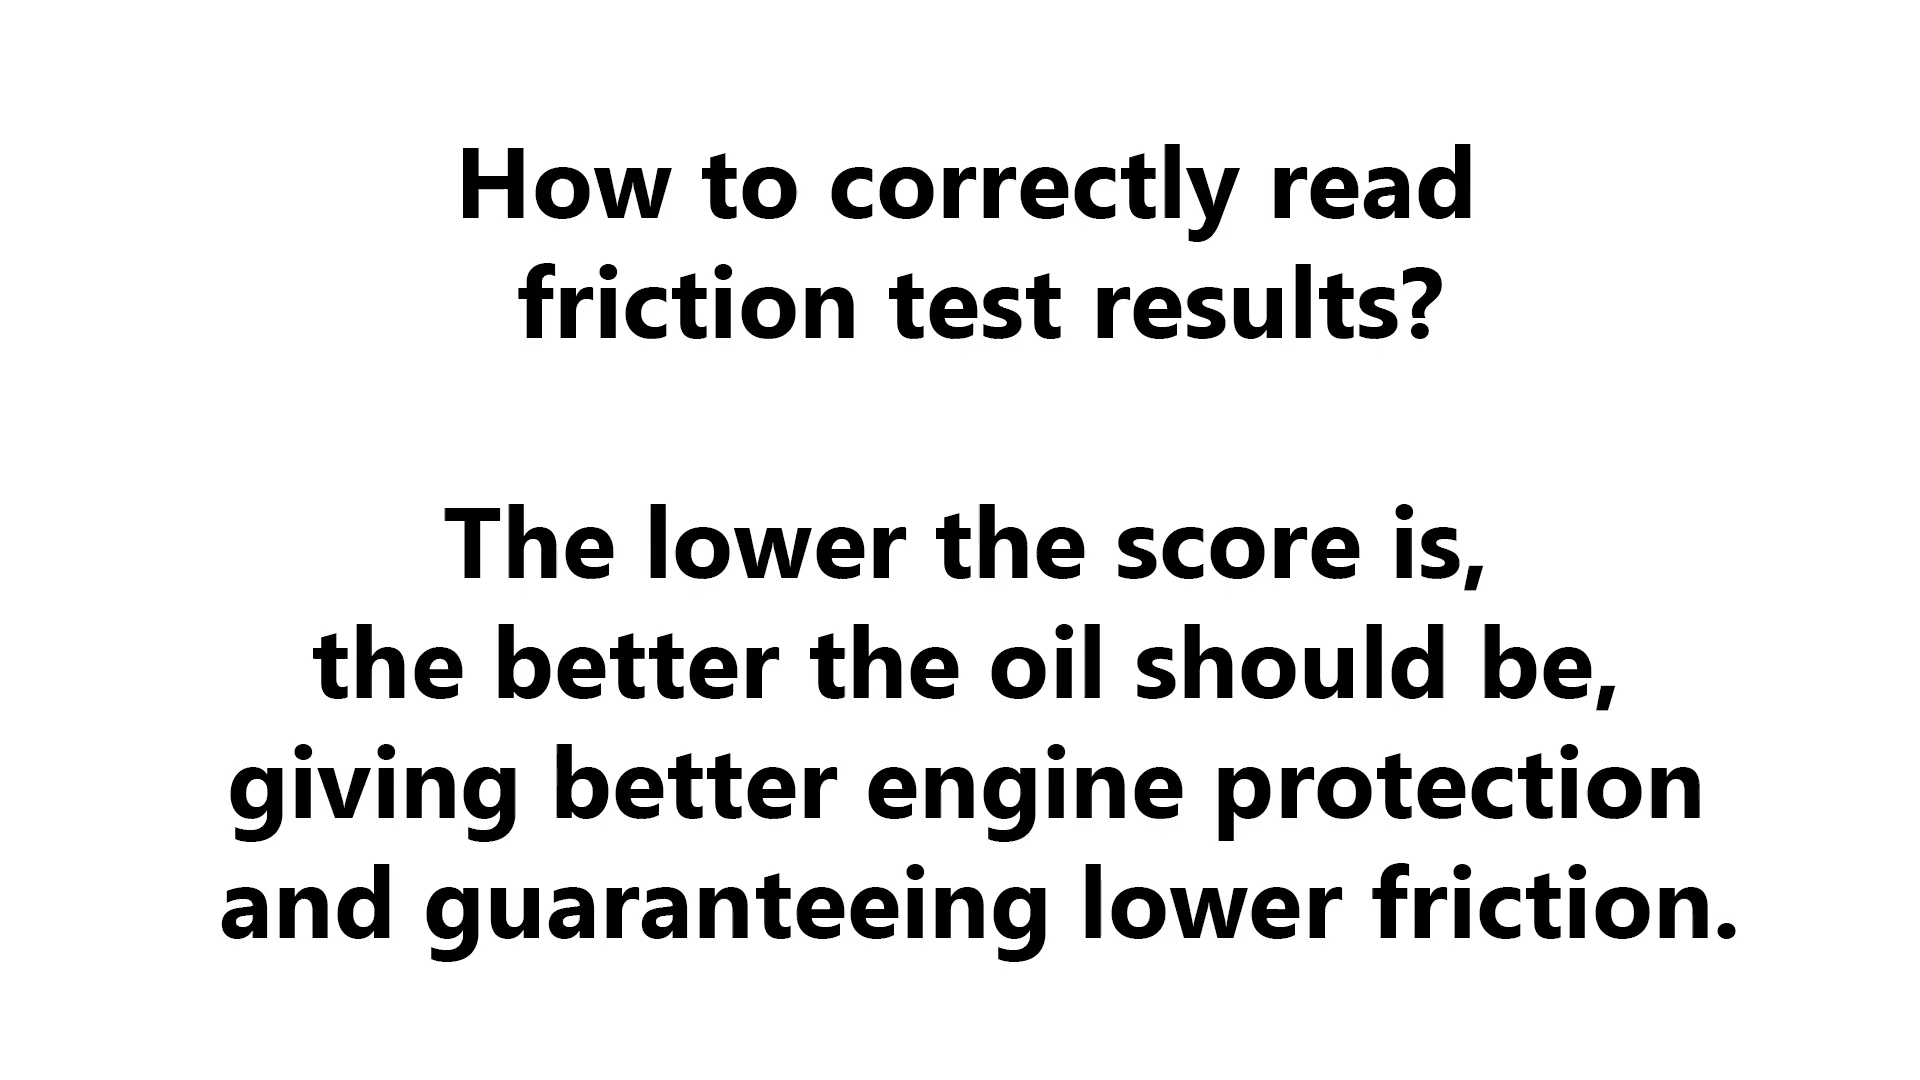 How to correctly read
friction test results?
The lower the score is,
the better the oil should be,
giving better engine protection
and guaranteeing lower friction.